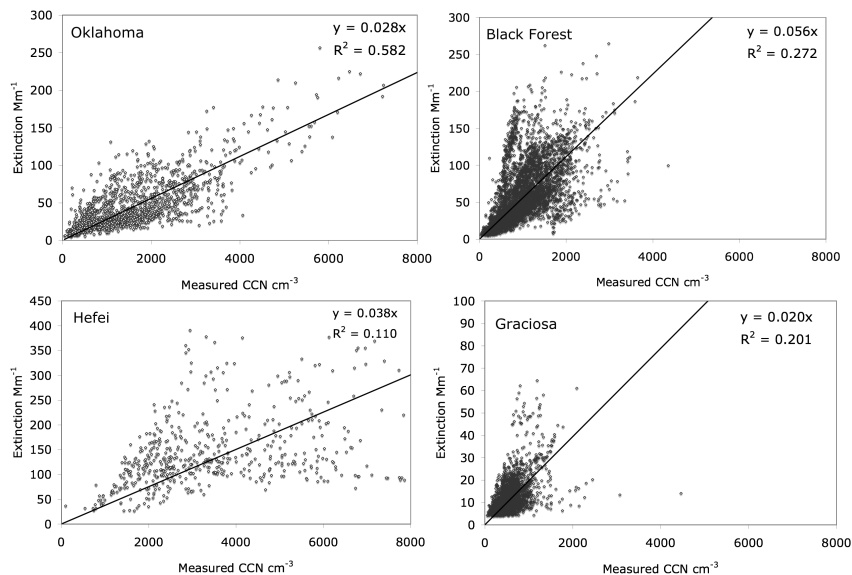 Oklahoma
y = 0.028x
R² = 0.582
Extinction Mm⁻¹
300
250
200
150
100
50
0
0 2000 4000 6000 8000
Measured CCN cm⁻³
Black Forest
y = 0.056x
R² = 0.272
Extinction Mm⁻¹
300
250
200
150
100
50
0
0 2000 4000 6000 8000
Measured CCN cm⁻³
Hefei
y = 0.038x
R² = 0.110
Extinction Mm⁻¹
450
400
350
300
250
200
150
100
50
0
0 2000 4000 6000 8000
Measured CCN cm⁻³
Graciosa
y = 0.020x
R² = 0.201
Extinction Mm⁻¹
100
90
80
70
60
50
40
30
20
10
0
0 2000 4000 6000 8000
Measured CCN cm⁻³